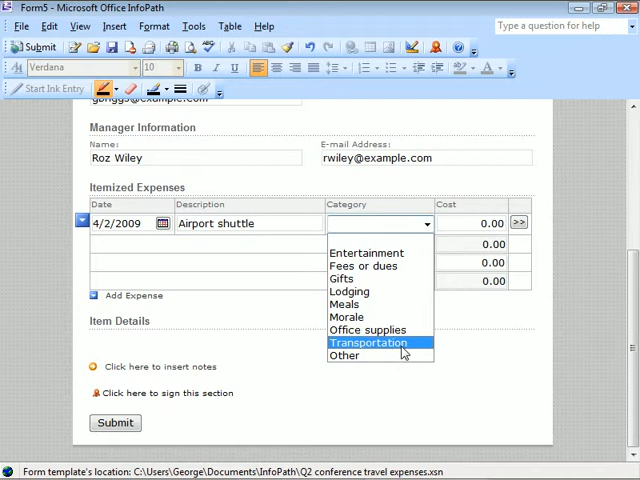 Form5 - Microsoft Office InfoPath
File Edit View Insert Format Tools Table Help
Type a question for help
Submit
Verdana 10
Start Ink Entry
gbriggs@example.com
Manager Information
Name: E-mail Address:
Roz Wiley rwiley@example.com
Itemized Expenses
Date Description Category Cost
4/2/2009 Airport shuttle 0.00 >>
0.00
Entertainment
Fees or dues 0.00
Gifts 0.00
Lodging
Add Expense
Meals
Morale
Item Details
Office supplies
Transportation
Other
Click here to insert notes
Click here to sign this section
Submit
Form template's location: C:\Users\George\Documents\InfoPath\Q2 conference travel expenses.xsn